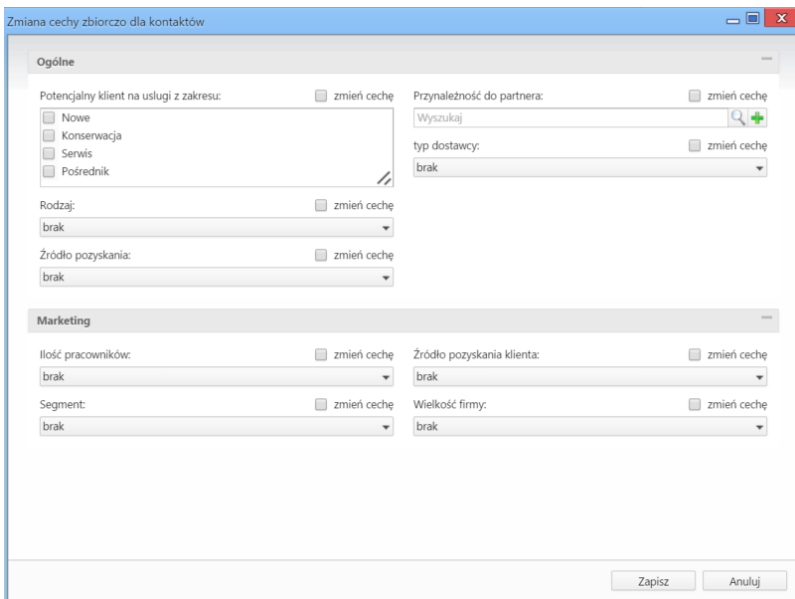 Zmiana cechy zbiorczo dla kontaktów
Ogólne
Potencjalny klient na usługi z zakresu: zmień cechę
Nowe
Konserwacja
Serwis
Pośrednik
Rodzaj: zmień cechę
brak
Źródło pozyskania: zmień cechę
brak
Przynależność do partnera: zmień cechę
Wyszukaj
typ dostawcy: zmień cechę
brak
Marketing
Ilość pracowników: zmień cechę
brak
Segment: zmień cechę
brak
Źródło pozyskania klienta: zmień cechę
brak
Wielkość firmy: zmień cechę
brak
Zapisz Anuluj